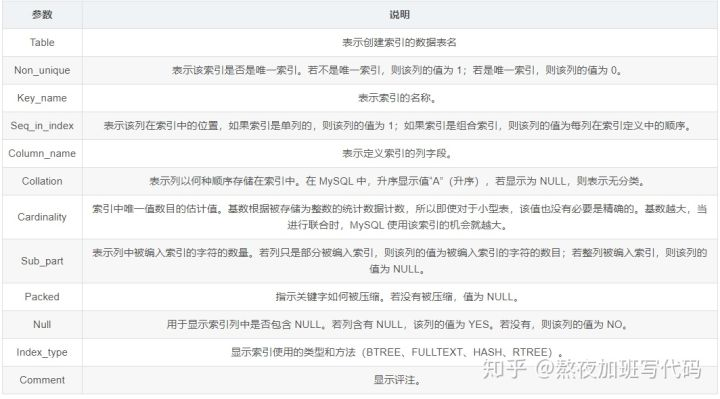 参数 说明
Table 表示创建索引的数据表名
Non_unique 表示该索引是否是唯一索引。若不是唯一索引，则该列的值为 1；若是唯一索引，则该列的值为 0。
Key_name 表示索引的名称。
Seq_in_index 表示该列在索引中的位置，如果索引是单列的，则该列的值为 1；如果索引是组合索引，则该列的值为每列在索引定义中的顺序。
Column_name 表示定义索引的列字段。
Collation 表示列以何种顺序存储在索引中。在 MySQL 中，升序显示值“A”（升序），若显示为 NULL，则表示无分类。
Cardinality 索引中唯一值数目的估计值。基数根据被存储为整数的统计数据计数，所以即使对于小型表，该值也没有必要是精确的。基数越大，当
进行联合时，MySQL 使用该索引的机会就越大。
Sub_part 表示列中被编入索引的字符的数量。若列只是部分被编入索引，则该列的值为被编入索引的字符的数目；若整列被编入索引，则该列的
值为 NULL。
Packed 指示关键字如何被压缩。若没有被压缩，值为 NULL。
Null 用于显示索引列中是否包含 NULL。若列含有 NULL，该列的值为 YES。若没有，则该列的值为 NO。
Index_type 显示索引使用的类型和方法（BTREE、FULLTEXT、HASH、RTREE）。
Comment 显示评注。
知乎 @熬夜加班写代码